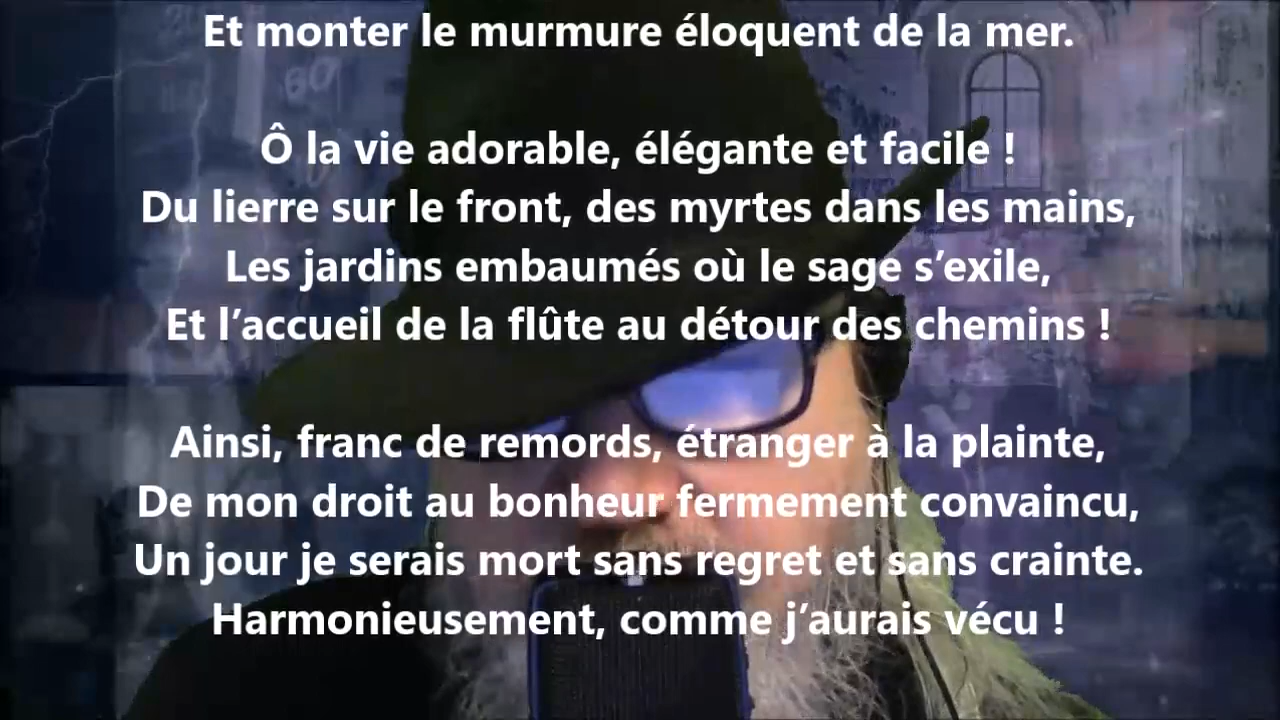 Et monter le murmure éloquent de la mer.
Ô la vie adorable, élégante et facile !
Du lierre sur le front, des myrtes dans les mains,
Les jardins embaumés où le sage s’exile,
Et l’accueil de la flûte au détour des chemins !
Ainsi, franc de remords, étranger à la plainte,
De mon droit au bonheur fermement convaincu,
Un jour je serais mort sans regret et sans crainte.
Harmonieusement, comme j’aurais vécu !